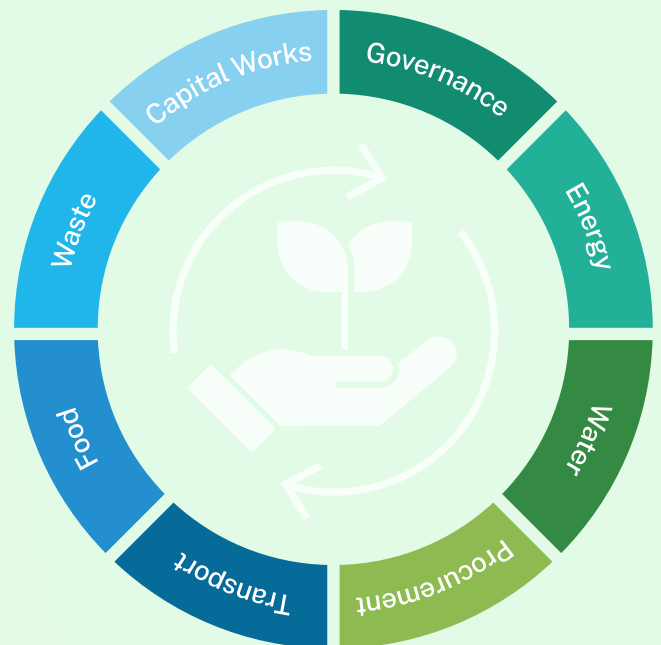 Governance
Energy
Water
Procurement
Transport
Food
Waste
Capital Works